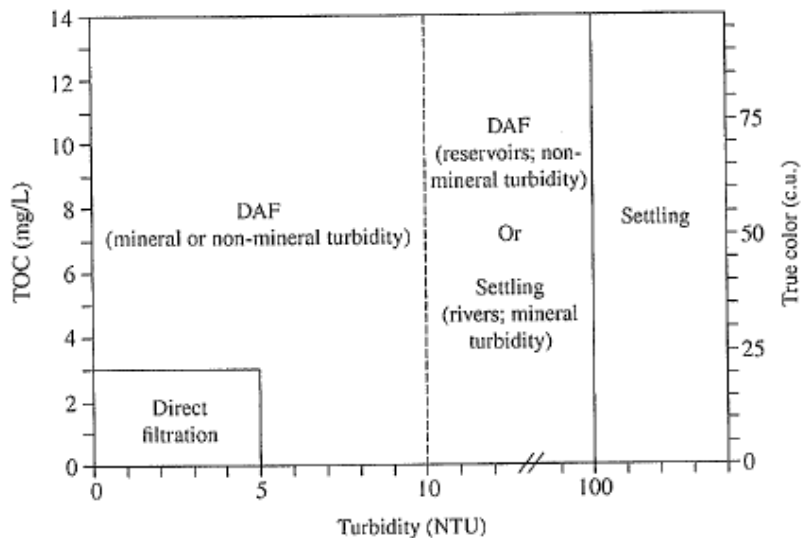 14
12
10
8
6
4
2
0
TOC (mg/L)
DAF
(mineral or non-mineral turbidity)
Direct
filtration
DAF
(reservoirs; non-
mineral turbidity)
Or
Settling
(rivers; mineral
turbidity)
Settling
75
50
25
0
True color (c.u.)
0
5
10
100
Turbidity (NTU)